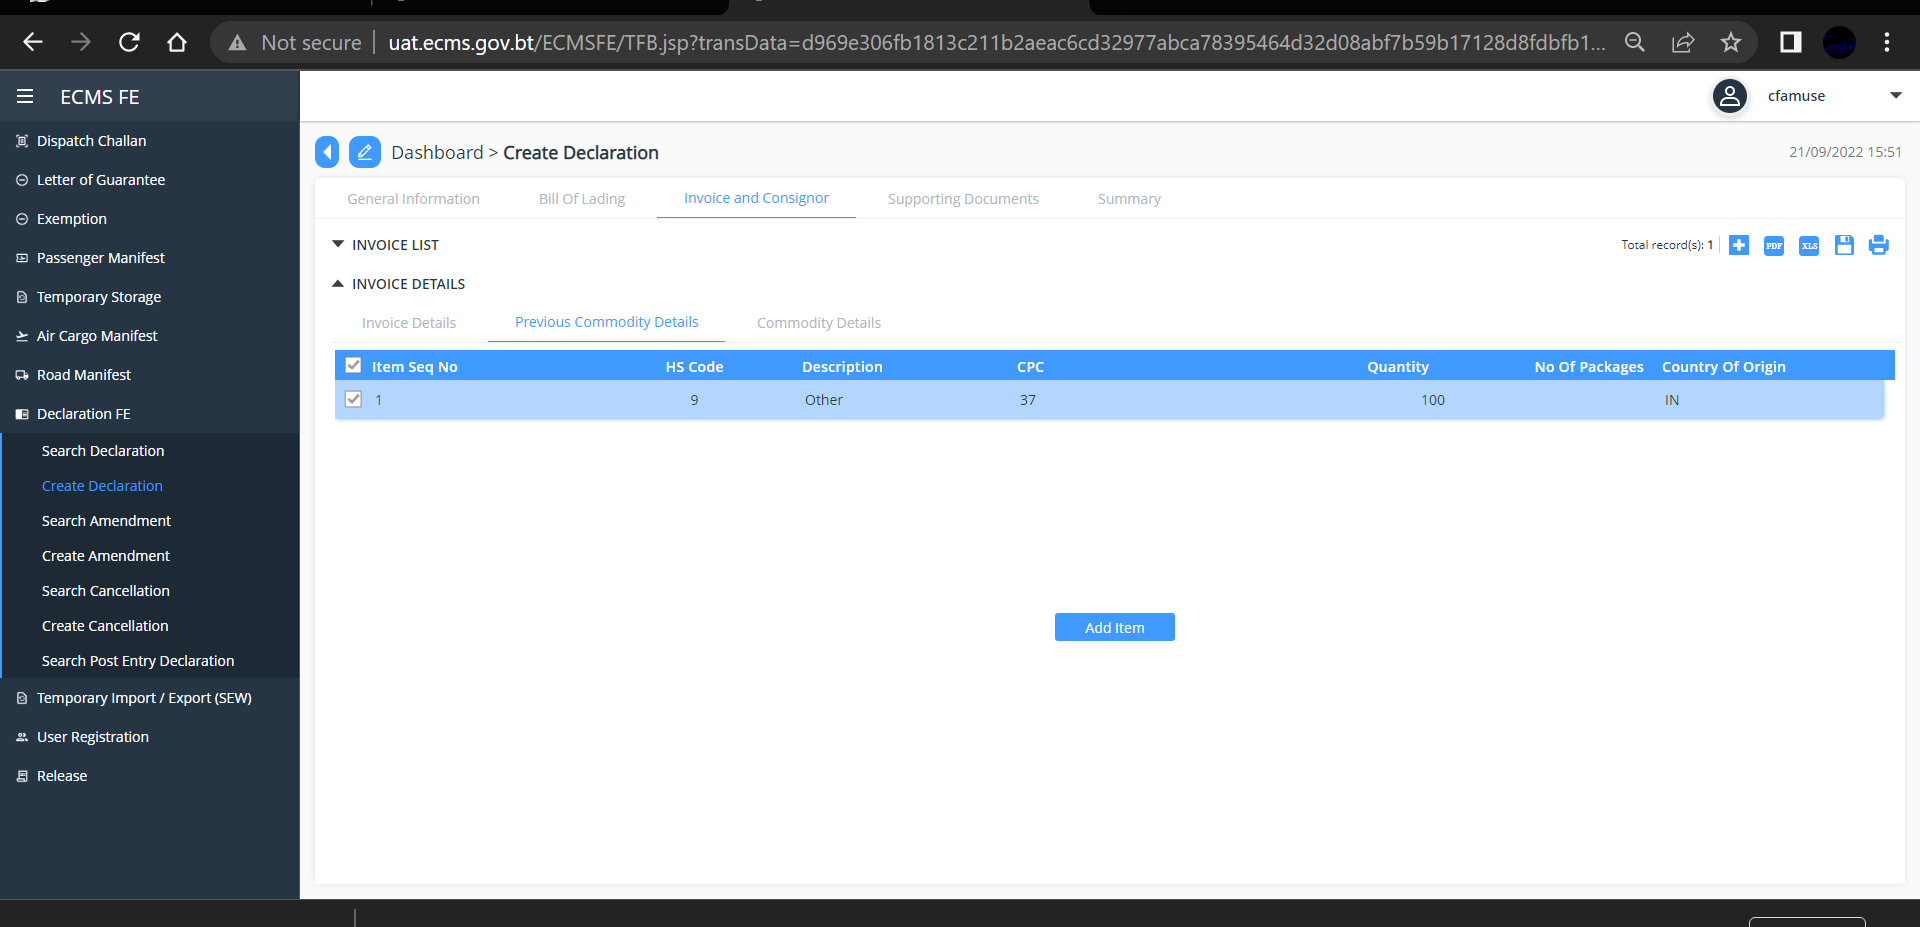 Not secure | uat.ecms.gov.bt/ECMSFE/TFB.jsp?transData=d969e306fb1813c211b2aeac6cd32977abca78395464d32d08abf7b59b17128d8fdbfb1...
ECMS FE
cfamuse
Dispatch Challan
Letter of Guarantee
Exemption
Passenger Manifest
Temporary Storage
Air Cargo Manifest
Road Manifest
Declaration FE
Search Declaration
Create Declaration
Search Amendment
Create Amendment
Search Cancellation
Create Cancellation
Search Post Entry Declaration
Temporary Import / Export (SEW)
User Registration
Release
Dashboard > Create Declaration
21/09/2022 15:51
General Information Bill Of Lading Invoice and Consignor Supporting Documents Summary
INVOICE LIST
Total record(s): 1
PDF XLS
INVOICE DETAILS
Invoice Details Previous Commodity Details Commodity Details
Item Seq No HS Code Description CPC Quantity No Of Packages Country Of Origin
1 9 Other 37 100 IN
Add Item